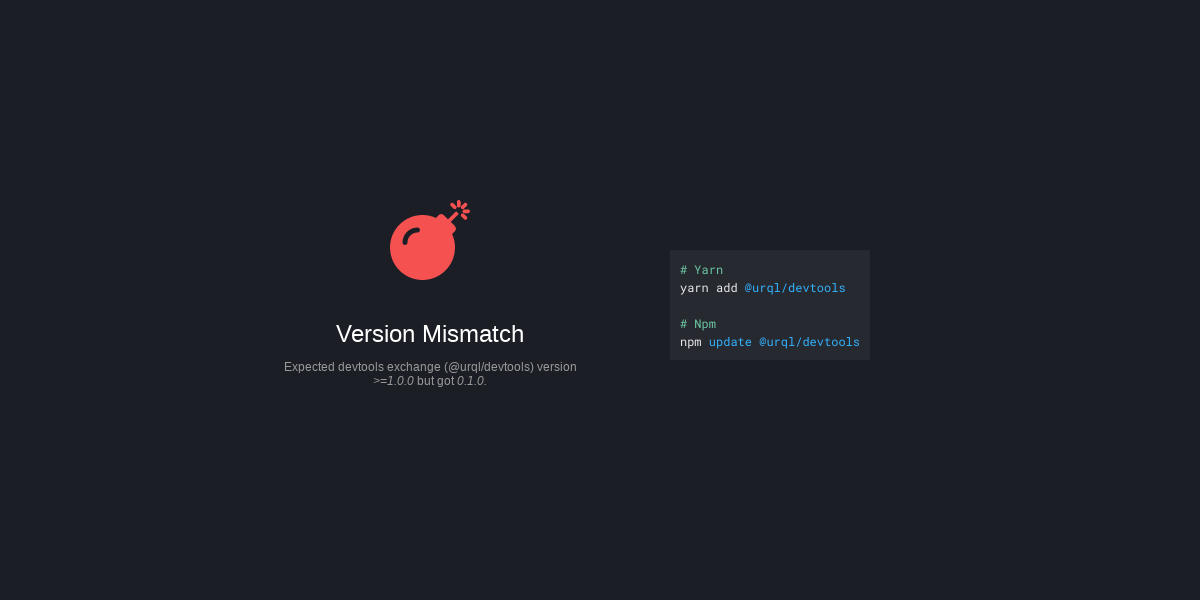 Version Mismatch
Expected devtools exchange (@urql/devtools) version
>=1.0.0 but got 0.1.0.
# Yarn
yarn add @urql/devtools
# Npm
npm update @urql/devtools